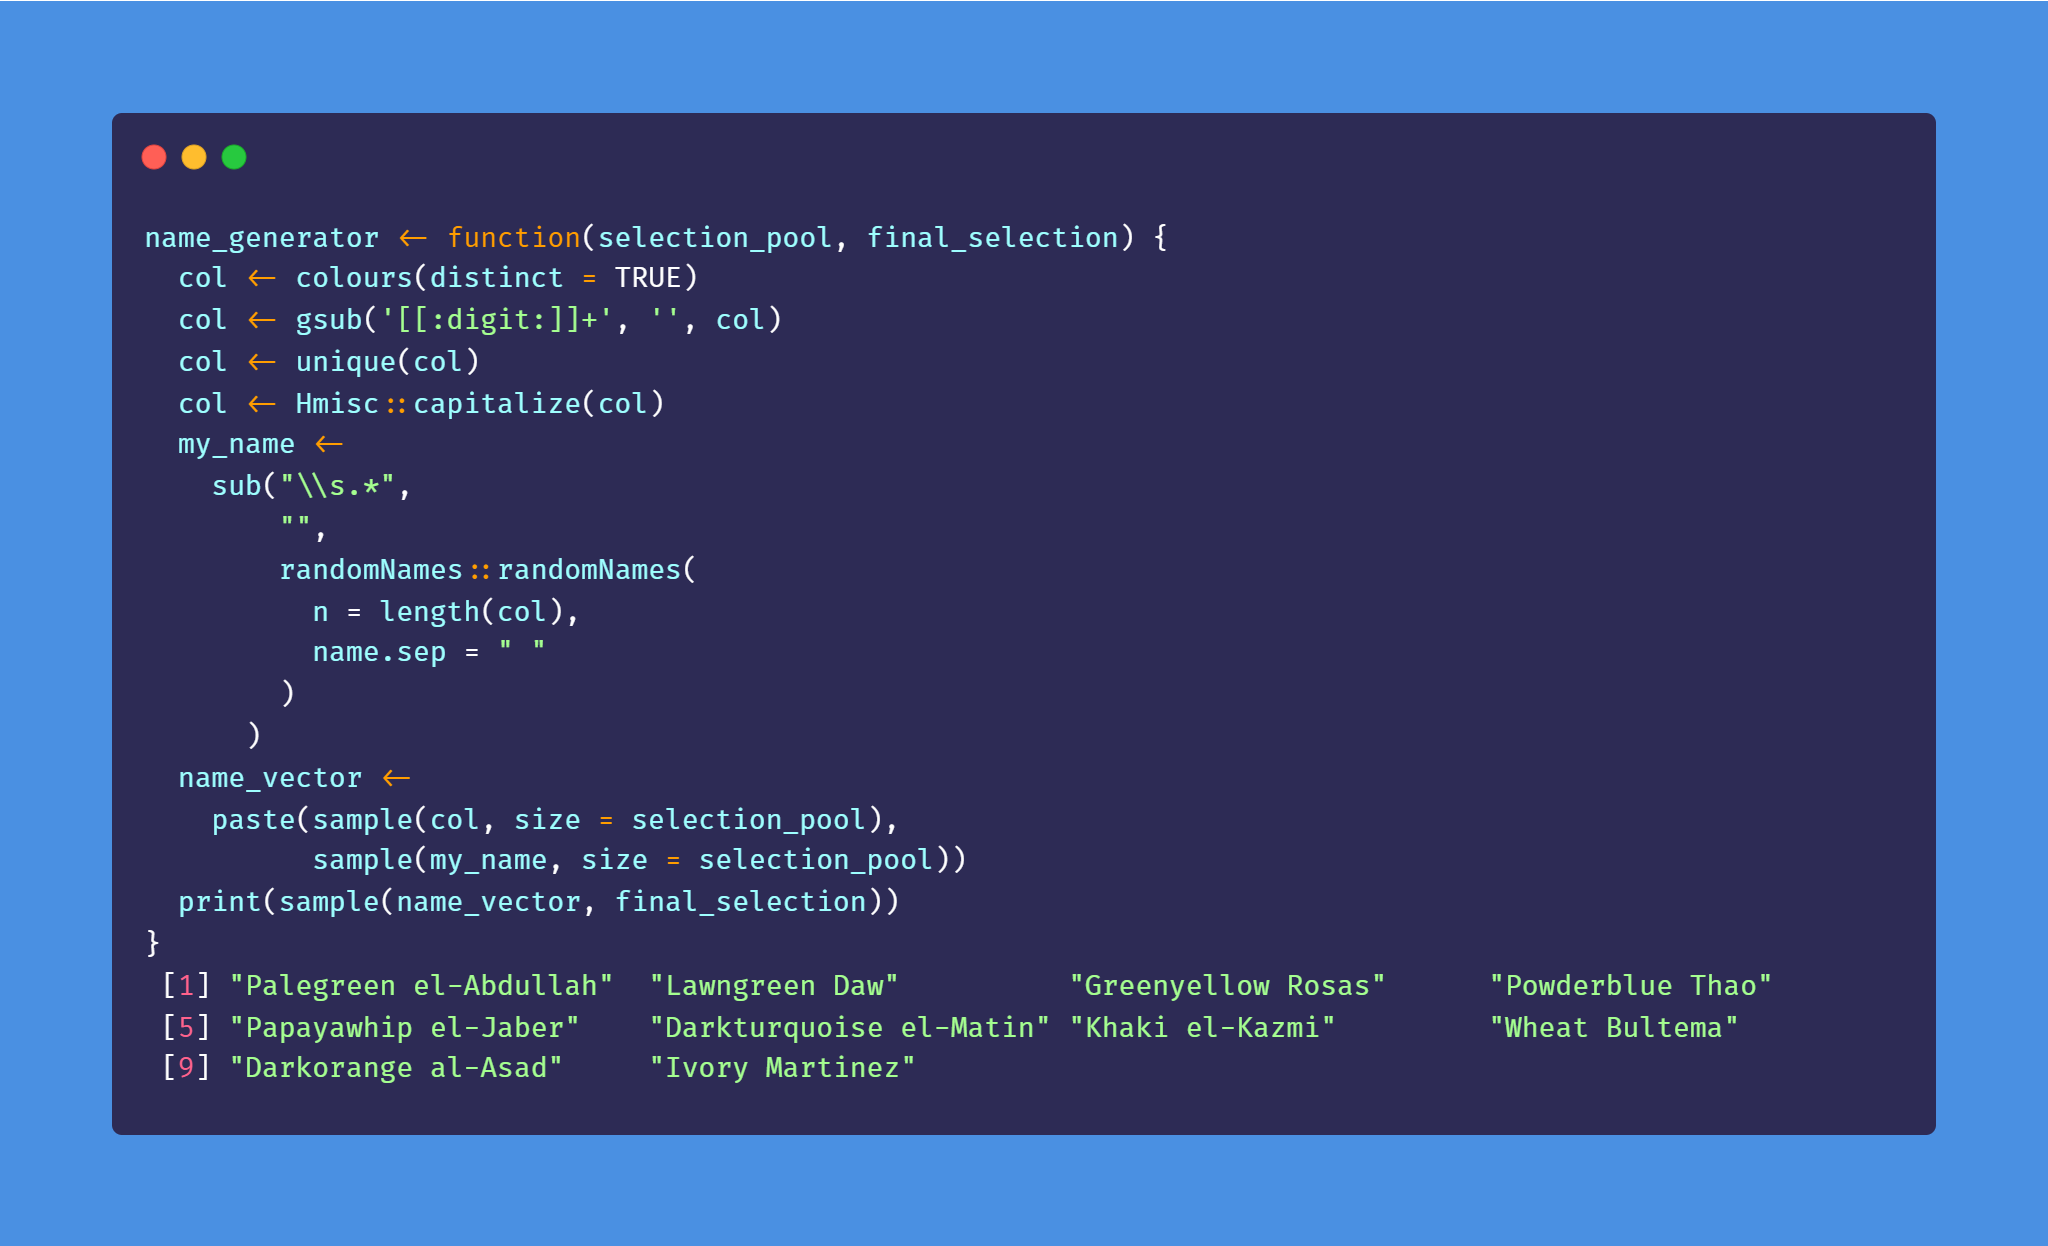 name_generator <- function(selection_pool, final_selection) {
  col <- colours(distinct = TRUE)
  col <- gsub('[[:digit:]]+', '', col)
  col <- unique(col)
  col <- Hmisc::capitalize(col)
  my_name <-
    sub("\\s.*",
        "",
        randomNames::randomNames(
          n = length(col),
          name.sep = " "
        )
      )
  name_vector <-
    paste(sample(col, size = selection_pool),
          sample(my_name, size = selection_pool))
  print(sample(name_vector, final_selection))
}
 [1] "Palegreen el-Abdullah"  "Lawngreen Daw"          "Greenyellow Rosas"      "Powderblue Thao"
 [5] "Papayawhip el-Jaber"    "Darkturquoise el-Matin" "Khaki el-Kazmi"         "Wheat Bultema"
 [9] "Darkorange al-Asad"     "Ivory Martinez"